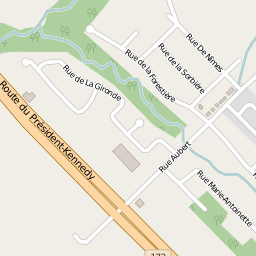 Rue De Nîmes
Rue de la Sorbière
Rue de la Forestière
Rue de La Gironde
Route du Président-Kennedy
Rue Aubert
Rue Marie-Antoinette
173